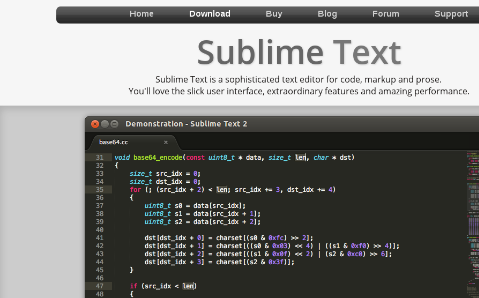 Home Download Buy Blog Forum Support
Sublime Text
Sublime Text is a sophisticated text editor for code, markup and prose.
You'll love the slick user interface, extraordinary features and amazing performance.
Demonstration - Sublime Text 2
base64.cc ×
31 void base64_encode(const uint8_t * data, size_t len, char * dst)
32 {
33 size_t src_idx = 0;
34 size_t dst_idx = 0;
35 for (; (src_idx + 2) < len; src_idx += 3, dst_idx += 4)
36 {
37 uint8_t s0 = data[src_idx];
38 uint8_t s1 = data[src_idx + 1];
39 uint8_t s2 = data[src_idx + 2];
40
41 dst[dst_idx + 0] = charset[(s0 & 0xfc) >> 2];
42 dst[dst_idx + 1] = charset[((s0 & 0x03) << 4) | ((s1 & 0xf0) >> 4)];
43 dst[dst_idx + 2] = charset[((s1 & 0x0f) << 2) | (s2 & 0xc0) >> 6];
44 dst[dst_idx + 3] = charset[(s2 & 0x3f)];
45 }
46
47 if (src_idx < len)
48 {